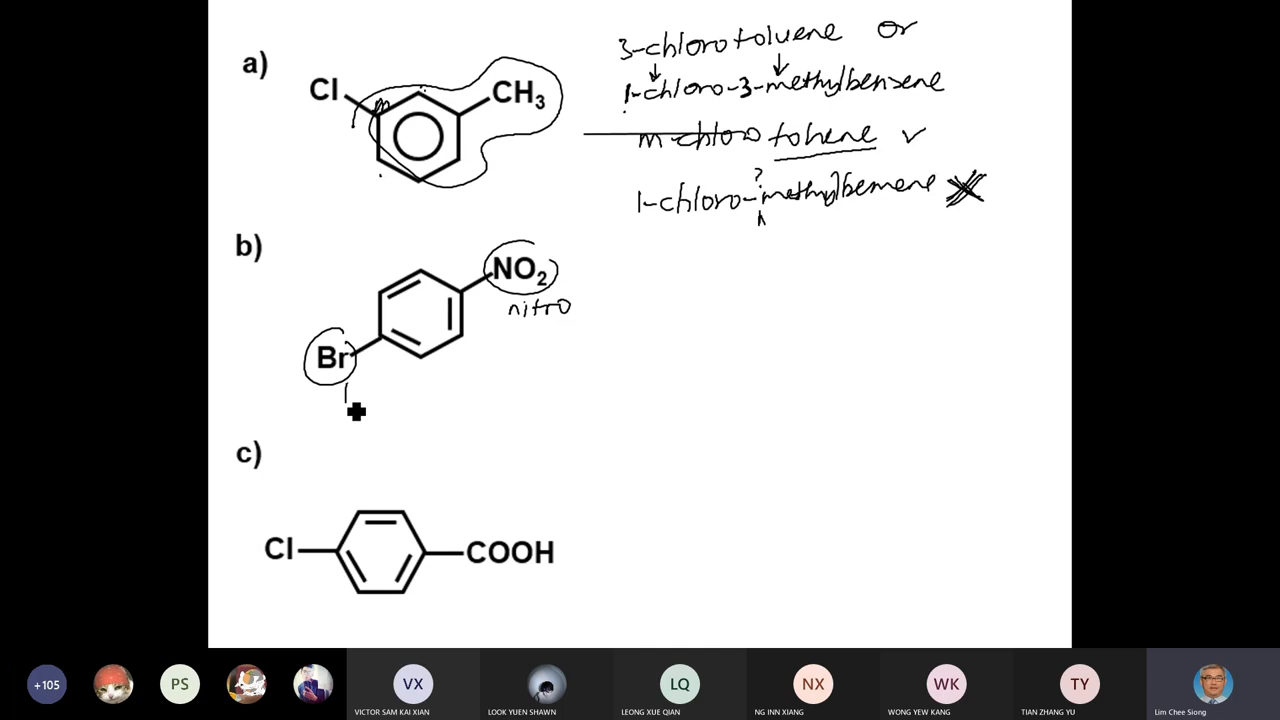 a)
Cl
CH3
m
3-chlorotoluene or
1-chloro-3-methylbenzene
m-chloro toluene ✓
?
1-chloro-methylbenzene X
b)
NO2
nitro
Br
c)
Cl
COOH
+105
PS
VX
LQ
NX
WK
TY
VICTOR SAM KAI XIAN
LOOK YUEN SHAWN
LEONG XUE QIAN
NG INN XIANG
WONG YEW KANG
TIAN ZHANG YU
Lim Chee Siong